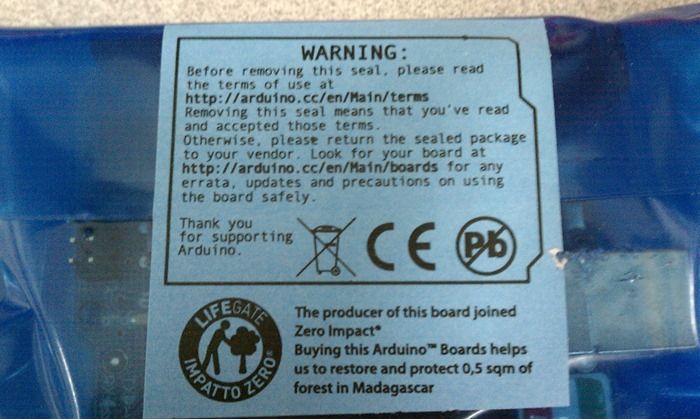 WARNING:
Before removing this seal, please read
the terms of use at
http://arduino.cc/en/Main/terms
Removing this seal means that you've read
and accepted those terms.
Otherwise, please return the sealed package
to your vendor. Look for your board at
http://arduino.cc/en/Main/boards for any
errata, updates and precautions on using
the board safely.
Thank you
for supporting
Arduino.
CE
Pb
LIFEGATE
IMPATTO ZERO®
The producer of this board joined
Zero Impact®
Buying this Arduino™ Boards helps
us to restore and protect 0,5 sqm of
forest in Madagascar